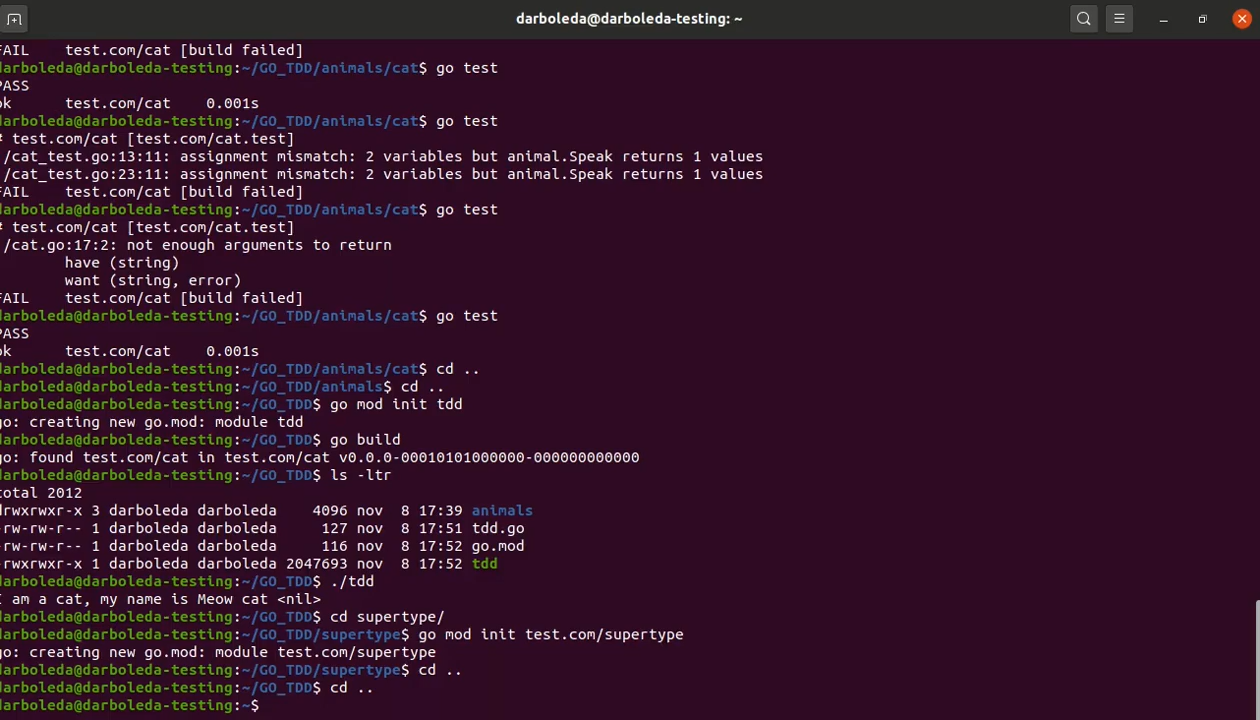 darboleda@darboleda-testing: ~
FAIL test.com/cat [build failed]
darboleda@darboleda-testing:~/GO_TDD/animals/cat$ go test
PASS
ok test.com/cat 0.001s
darboleda@darboleda-testing:~/GO_TDD/animals/cat$ go test
# test.com/cat [test.com/cat.test]
/cat_test.go:13:11: assignment mismatch: 2 variables but animal.Speak returns 1 values
/cat_test.go:23:11: assignment mismatch: 2 variables but animal.Speak returns 1 values
FAIL test.com/cat [build failed]
darboleda@darboleda-testing:~/GO_TDD/animals/cat$ go test
# test.com/cat [test.com/cat.test]
/cat.go:17:2: not enough arguments to return
have (string)
want (string, error)
FAIL test.com/cat [build failed]
darboleda@darboleda-testing:~/GO_TDD/animals/cat$ go test
PASS
ok test.com/cat 0.001s
darboleda@darboleda-testing:~/GO_TDD/animals/cat$ cd ..
darboleda@darboleda-testing:~/GO_TDD/animals$ cd ..
darboleda@darboleda-testing:~/GO_TDD$ go mod init tdd
go: creating new go.mod: module tdd
darboleda@darboleda-testing:~/GO_TDD$ go build
go: found test.com/cat in test.com/cat v0.0.0-00010101000000-000000000000
darboleda@darboleda-testing:~/GO_TDD$ ls -ltr
total 2012
drwxrwxr-x 3 darboleda darboleda 4096 nov 8 17:39 animals
-rw-rw-r-- 1 darboleda darboleda 127 nov 8 17:51 tdd.go
-rw-rw-r-- 1 darboleda darboleda 116 nov 8 17:52 go.mod
-rwxrwxr-x 1 darboleda darboleda 2047693 nov 8 17:52 tdd
darboleda@darboleda-testing:~/GO_TDD$ ./tdd
I am a cat, my name is Meow cat <nil>
darboleda@darboleda-testing:~/GO_TDD$ cd supertype/
darboleda@darboleda-testing:~/GO_TDD/supertype$ go mod init test.com/supertype
go: creating new go.mod: module test.com/supertype
darboleda@darboleda-testing:~/GO_TDD/supertype$ cd ..
darboleda@darboleda-testing:~/GO_TDD$ cd ..
darboleda@darboleda-testing:~$